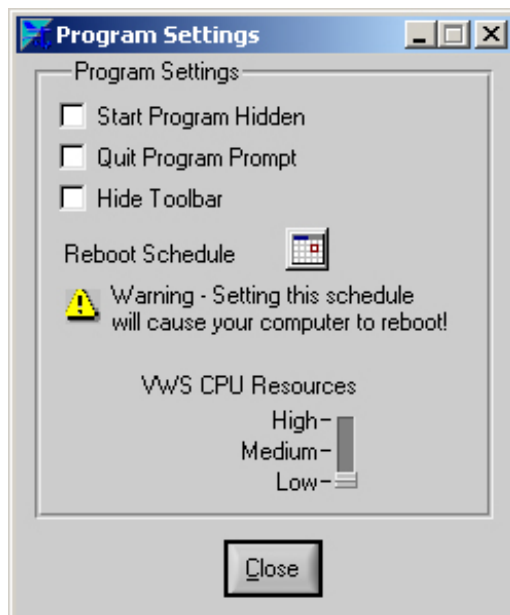 Program Settings
Program Settings
Start Program Hidden
Quit Program Prompt
Hide Toolbar
Reboot Schedule
Warning - Setting this schedule
will cause your computer to reboot!
VWS CPU Resources
High
Medium
Low
Close